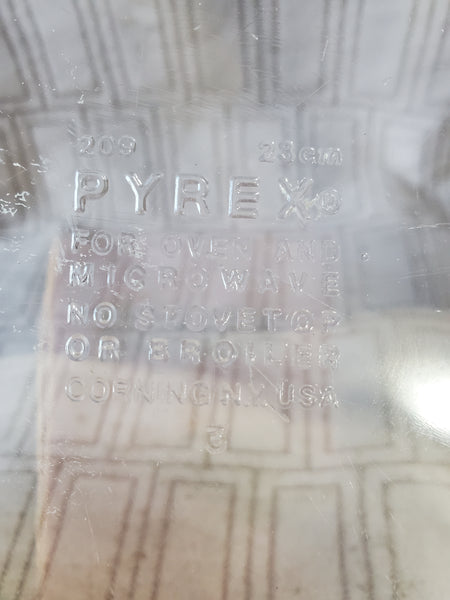 209 23cm
PYREX®
FOR OVEN AND
MICROWAVE
NO STOVETOP
OR BROILER
CORNING N.Y. USA
3